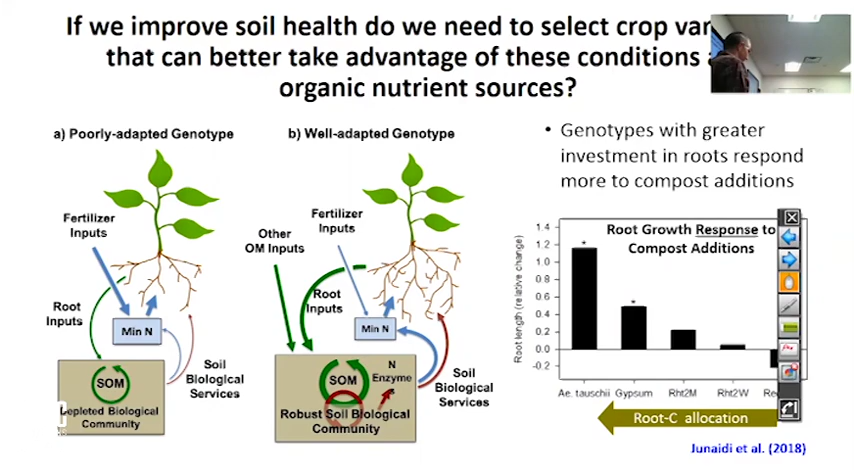 If we improve soil health do we need to select crop
that can better take advantage of these conditions
organic nutrient sources?
a) Poorly-adapted Genotype
Fertilizer
Inputs
Root
Inputs
Min N
SOM
Depleted Biological
Community
Soil
Biological
Services
b) Well-adapted Genotype
Other
OM Inputs
Fertilizer
Inputs
Root
Inputs
Min N
SOM
N
Enzyme
Robust Soil Biological
Community
Soil
Biological
Services
• Genotypes with greater
investment in roots respond
more to compost additions
Root Growth Response to
Compost Additions
Root length (relative change)
1.4
1.2
1.0
0.8
0.6
0.4
0.2
0.0
-0.2
*
*
Ae. tauschii Gypsum Rht2M Rht2W
Root-C allocation
Junaidi et al. (2018)